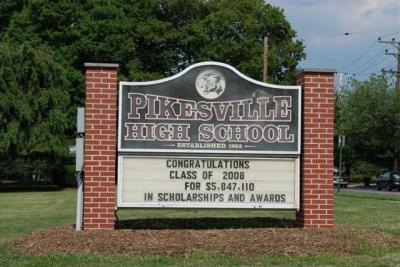 PIKESVILLE
HIGH SCHOOL
ESTABLISHED 1963
CONGRATULATIONS
CLASS OF 2008
FOR $5,847,110
IN SCHOLARSHIPS AND AWARDS